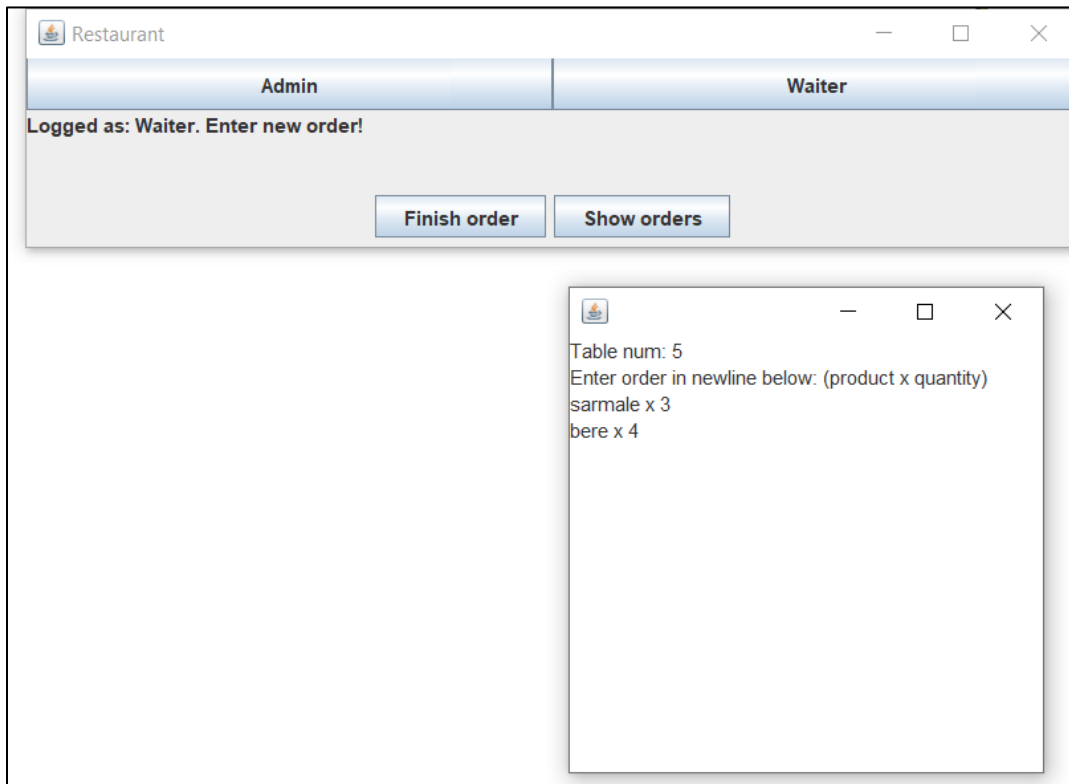 Restaurant
Admin
Waiter
Logged as: Waiter. Enter new order!
Finish order
Show orders
Table num: 5
Enter order in newline below: (product x quantity)
sarmale x 3
bere x 4